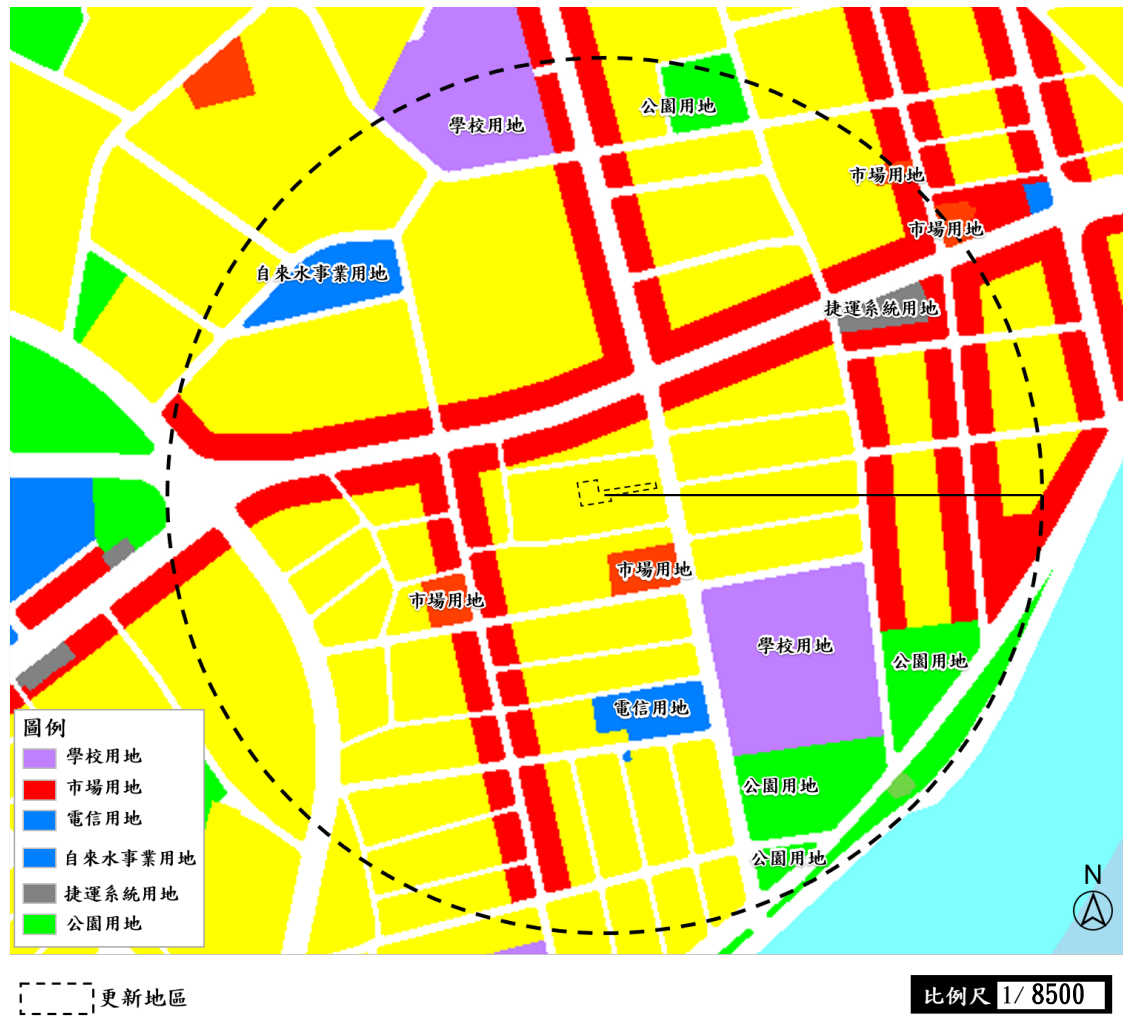 公園用地
學校用地
市場用地
市場用地
自來水事業用地
捷運系統用地
市場用地
市場用地
學校用地
公園用地
電信用地
公園用地
公園用地
圖例
學校用地
市場用地
電信用地
自來水事業用地
捷運系統用地
公園用地
N
更新地區
比例尺 1/ 8500